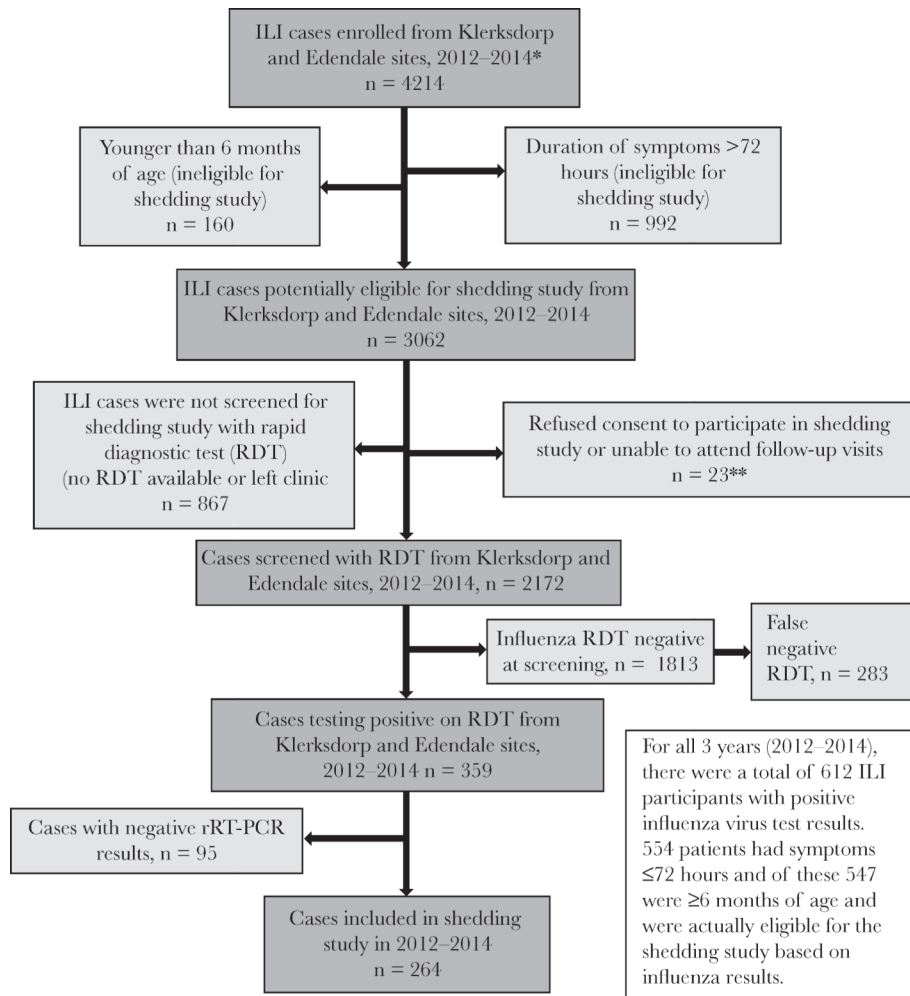 ILI cases enrolled from Klerksdorp
and Edendale sites, 2012–2014*
n = 4214
Younger than 6 months
of age (ineligible for
shedding study)
n = 160
Duration of symptoms >72
hours (ineligible for
shedding study)
n = 992
ILI cases potentially eligible for shedding study from
Klerksdorp and Edendale sites, 2012–2014
n = 3062
ILI cases were not screened for
shedding study with rapid
diagnostic test (RDT)
(no RDT available or left clinic
n = 867
Refused consent to participate in shedding
study or unable to attend follow-up visits
n = 23**
Cases screened with RDT from Klerksdorp and
Edendale sites, 2012–2014, n = 2172
Influenza RDT negative
at screening, n = 1813
False
negative
RDT, n = 283
Cases testing positive on RDT from
Klerksdorp and Edendale sites,
2012–2014 n = 359
Cases with negative rRT-PCR
results, n = 95
Cases included in shedding
study in 2012–2014
n = 264
For all 3 years (2012–2014),
there were a total of 612 ILI
participants with positive
influenza virus test results.
554 patients had symptoms
≤72 hours and of these 547
were ≥6 months of age and
were actually eligible for the
shedding study based on
influenza results.